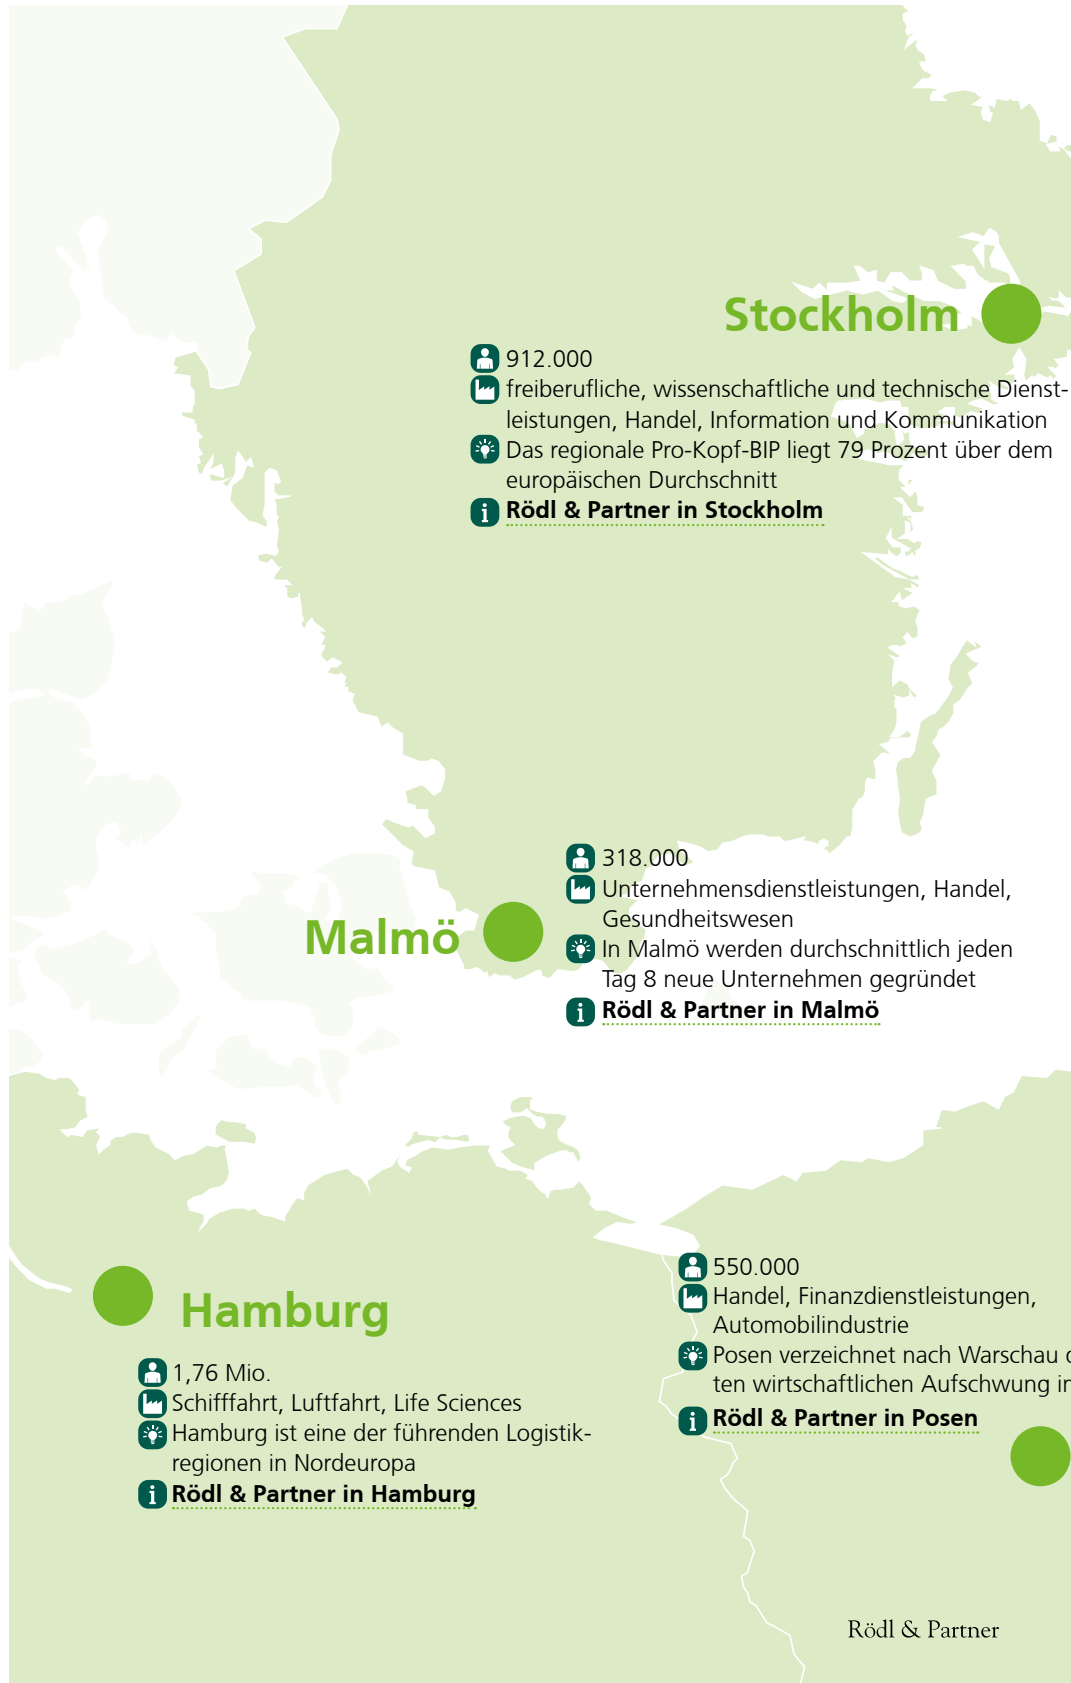 Stockholm
912.000
freiberufliche, wissenschaftliche und technische Dienst-
leistungen, Handel, Information und Kommunikation
Das regionale Pro-Kopf-BIP liegt 79 Prozent über dem
europäischen Durchschnitt
Rödl & Partner in Stockholm
Malmö
318.000
Unternehmensdienstleistungen, Handel,
Gesundheitswesen
In Malmö werden durchschnittlich jeden
Tag 8 neue Unternehmen gegründet
Rödl & Partner in Malmö
Hamburg
1,76 Mio.
Schifffahrt, Luftfahrt, Life Sciences
Hamburg ist eine der führenden Logistik-
regionen in Nordeuropa
Rödl & Partner in Hamburg
550.000
Handel, Finanzdienstleistungen,
Automobilindustrie
Posen verzeichnet nach Warschau
ten wirtschaftlichen Aufschwung in
Rödl & Partner in Posen
Rödl & Partner